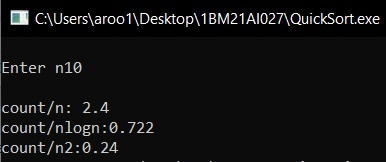 C:\Users\aroo1\Desktop\1BM21AI027\QuickSort.exe
Enter n10
count/n: 2.4
count/nlogn:0.722
count/n2:0.24